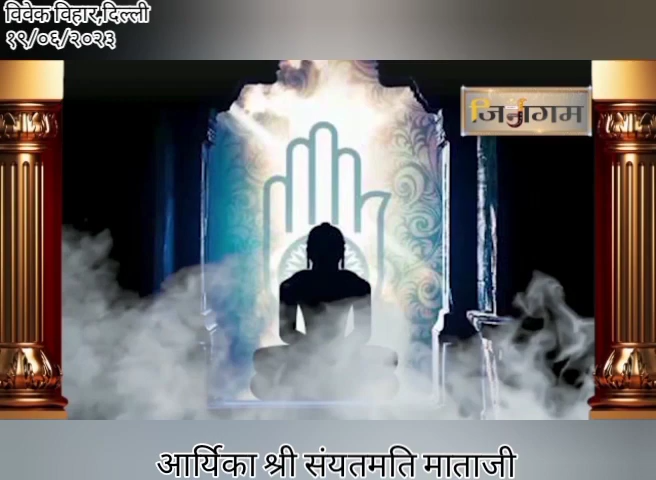 विवेक विहार,दिल्ली
१९/०६/२०२३
जिनागम
आर्यिका श्री संयतमति माताजी